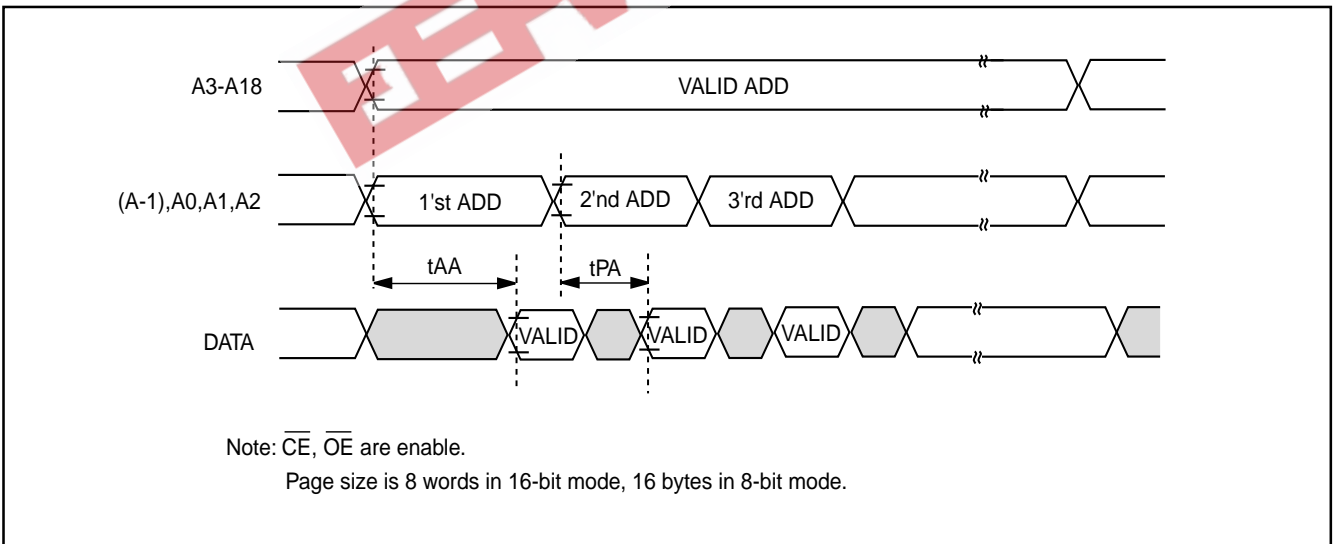 A3-A18
VALID ADD
(A-1),A0,A1,A2
1'st ADD
2'nd ADD
3'rd ADD
tAA
tPA
DATA
VALID
VALID
VALID
Note: CE, OE are enable.
Page size is 8 words in 16-bit mode, 16 bytes in 8-bit mode.